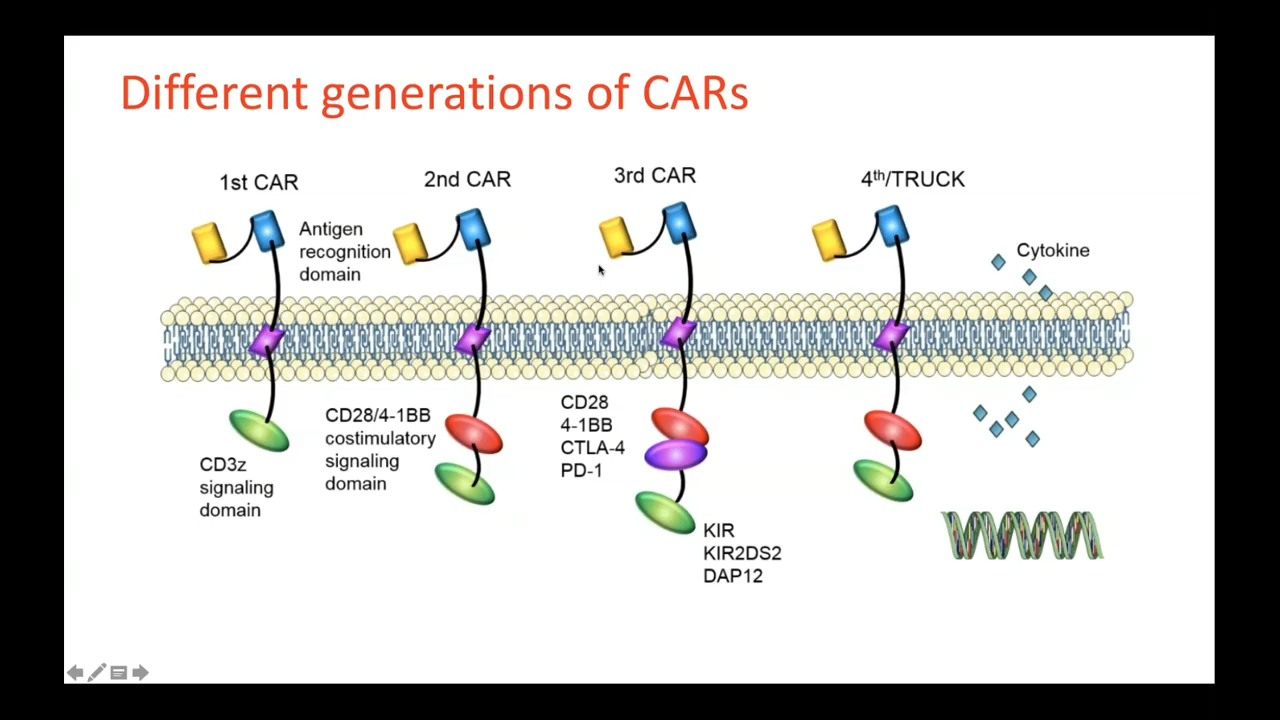 Different generations of CARs
1st CAR
2nd CAR
3rd CAR
4th/TRUCK
Antigen
recognition
domain
Cytokine
CD3z
signaling
domain
CD28/4-1BB
costimulatory
signaling
domain
CD28
4-1BB
CTLA-4
PD-1
KIR
KIR2DS2
DAP12